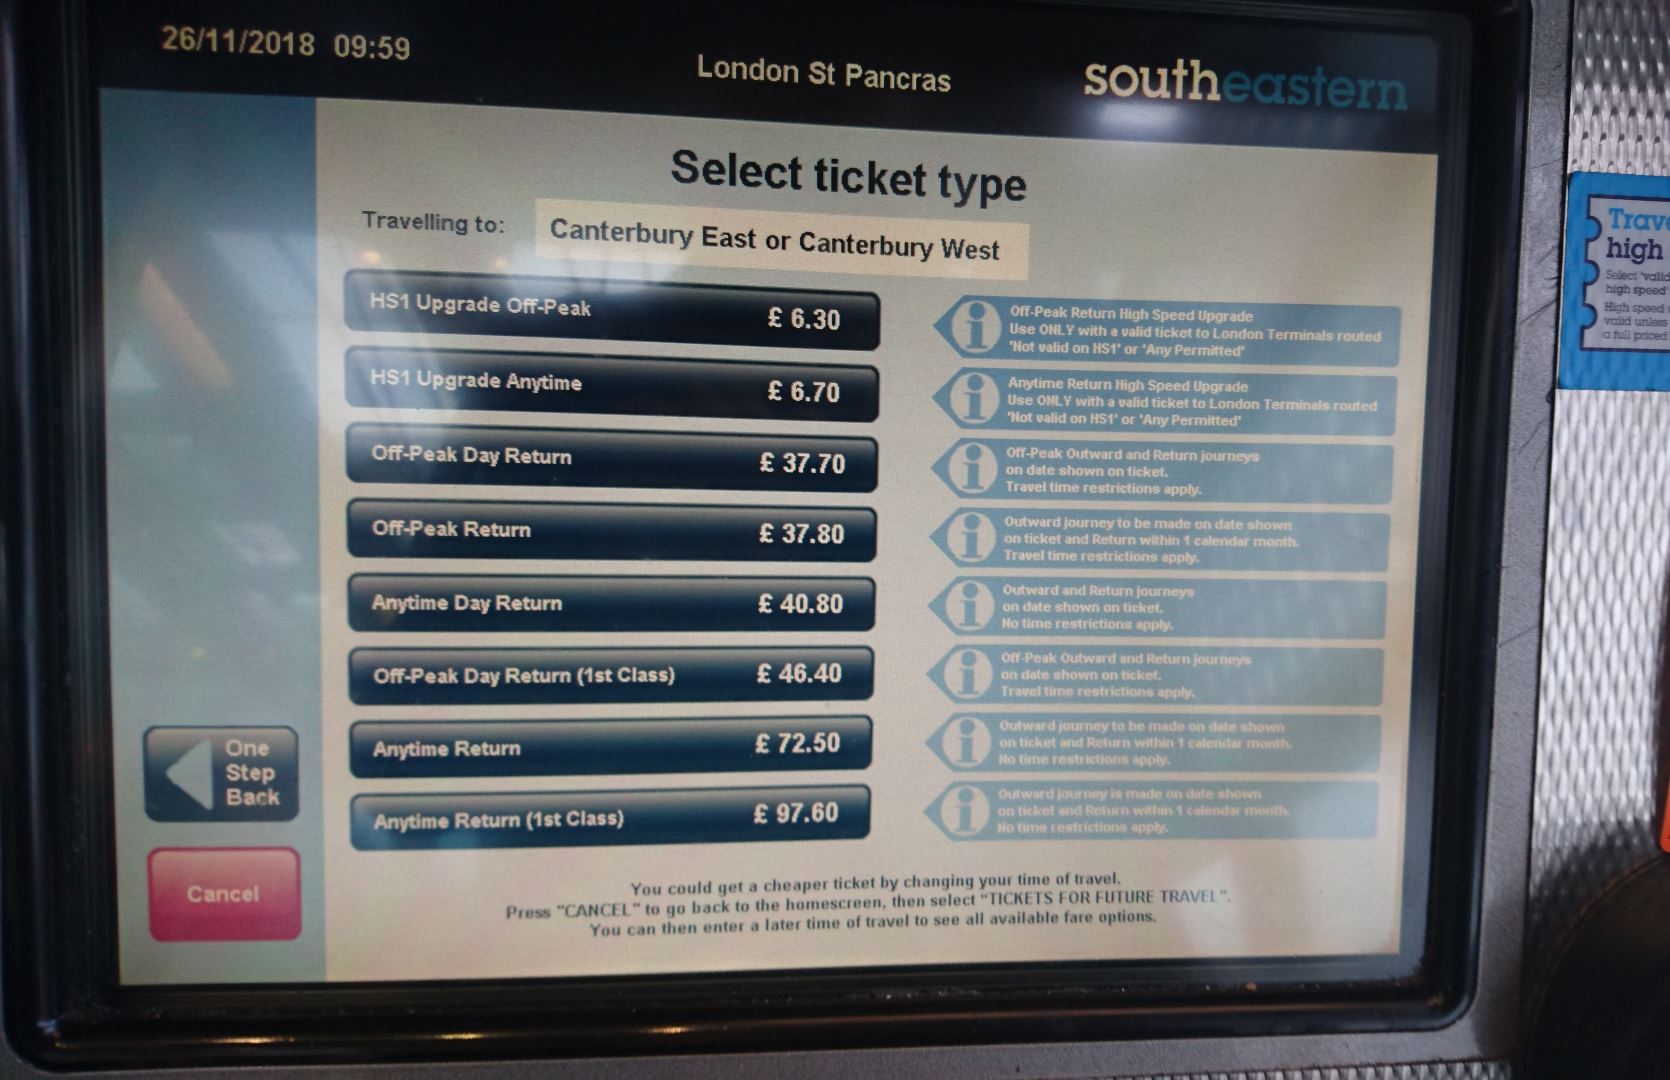 26/11/2018 09:59
London St Pancras
southeastern
Select ticket type
Travelling to: Canterbury East or Canterbury West
HS1 Upgrade Off-Peak £ 6.30
Off-Peak Return High Speed Upgrade
Use ONLY with a valid ticket to London Terminals routed
'Not valid on HS1' or 'Any Permitted'
HS1 Upgrade Anytime £ 6.70
Anytime Return High Speed Upgrade
Use ONLY with a valid ticket to London Terminals routed
'Not valid on HS1' or 'Any Permitted'
Off-Peak Day Return £ 37.70
Off-Peak Outward and Return journeys
on date shown on ticket.
Travel time restrictions apply.
Off-Peak Return £ 37.80
Outward journey to be made on date shown
on ticket and Return within 1 calendar month.
Travel time restrictions apply.
Anytime Day Return £ 40.80
Outward and Return journeys
on date shown on ticket.
No time restrictions apply.
Off-Peak Day Return (1st Class) £ 46.40
Off-Peak Outward and Return journeys
on date shown on ticket.
Travel time restrictions apply.
Anytime Return £ 72.50
Outward journey to be made on date shown
on ticket and Return within 1 calendar month.
No time restrictions apply.
Anytime Return (1st Class) £ 97.60
Outward journey is made on date shown
on ticket and Return within 1 calendar month.
No time restrictions apply.
One
Step
Back
Cancel
You could get a cheaper ticket by changing your time of travel.
Press "CANCEL" to go back to the homescreen, then select "TICKETS FOR FUTURE TRAVEL".
You can then enter a later time of travel to see all available fare options.
high
Select 'valid
high speed'
High speed
valid unless
a full priced